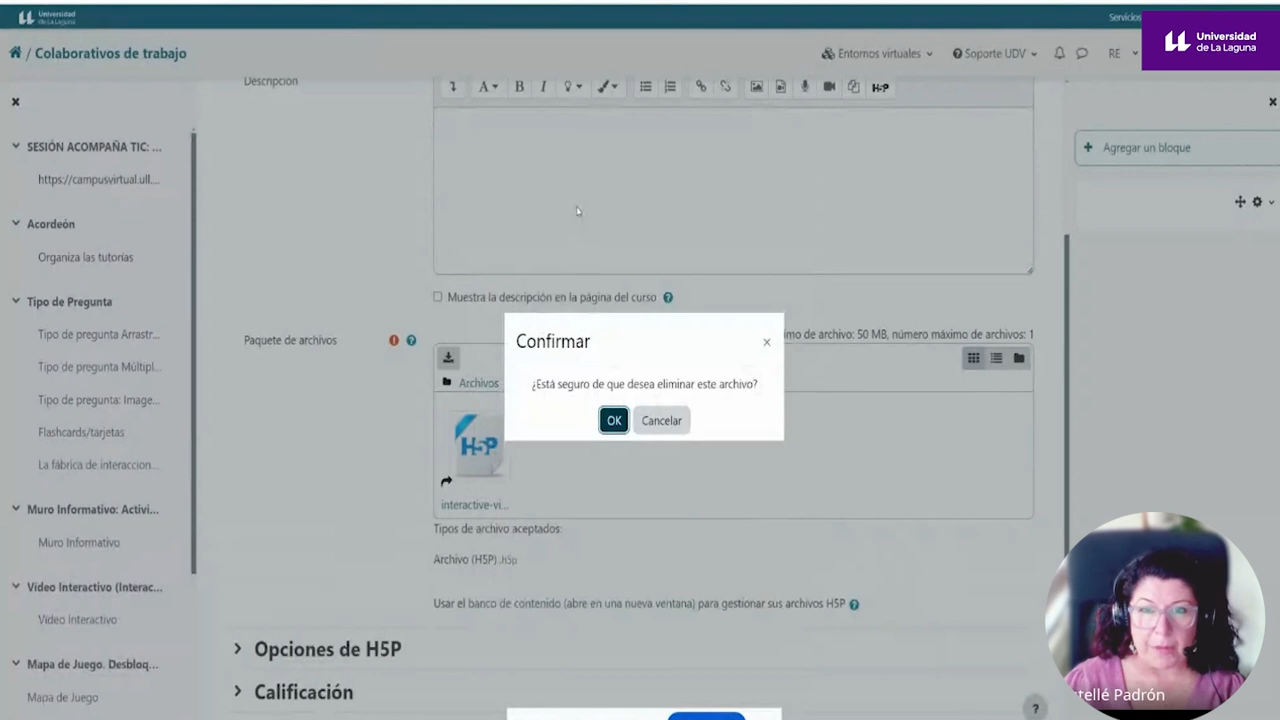 Universidad
de La Laguna
Servicios
Universidad
de La Laguna
/ Colaborativos de trabajo
Entornos virtuales
Soporte UDV
RE
Descripción
SESIÓN ACOMPAÑA TIC: ...
https://campusvirtual.ull....
Acordeón
Organiza las tutorías
Tipo de Pregunta
Tipo de pregunta Arrastr...
Tipo de pregunta Múltipl...
Tipo de pregunta: Image...
Flashcards/tarjetas
La fábrica de interaccion...
Muro Informativo: Activi...
Muro Informativo
Vídeo Interactivo (Interac...
Vídeo Interactivo
Mapa de Juego. Desbloq...
Mapa de Juego
A
B
I
H5P
Agregar un bloque
Muestra la descripción en la página del curso
Paquete de archivos
imo de archivo: 50 MB, número máximo de archivos: 1
Archivos
Confirmar
×
¿Está seguro de que desea eliminar este archivo?
OK
Cancelar
H5P
interactive-vi...
Tipos de archivo aceptados:
Archivo (H5P) .h5p
Usar el banco de contenido (abre en una nueva ventana) para gestionar sus archivos H5P
Opciones de H5P
Calificación
?
stellé Padrón